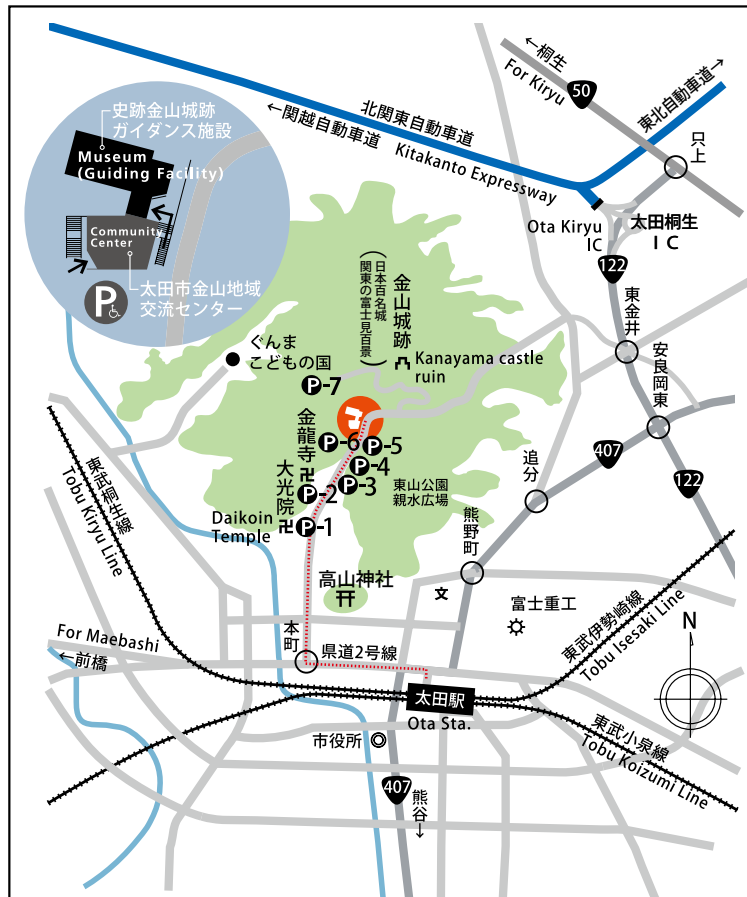 ←桐生
For Kiryu
50
東北自動車道→
北関東自動車道
←関越自動車道
Kitakanto Expressway
只上
史跡金山城跡
ガイダンス施設
Museum
(Guiding Facility)
Community
Center
太田市金山地域
交流センター
P
Ota Kiryu
IC
太田桐生
IC
122
東金井
安良岡東
金山城跡
(日本百名城
関東の富士見百景)
Kanayama castle
ruin
ぐんま
こどもの国
P-7
金龍寺
P-6
P-5
P-4
P-3
P-2
P-1
大光院
Daikoin
Temple
東山公園
親水広場
追分
407
122
熊野町
東武桐生線
Tobu Kiryu Line
高山神社
文
富士重工
本町
県道2号線
For Maebashi
←前橋
東武伊勢崎線
Tobu Isesaki Line
N
太田駅
Ota Sta.
市役所
東武小泉線
Tobu Koizumi Line
407
熊谷→